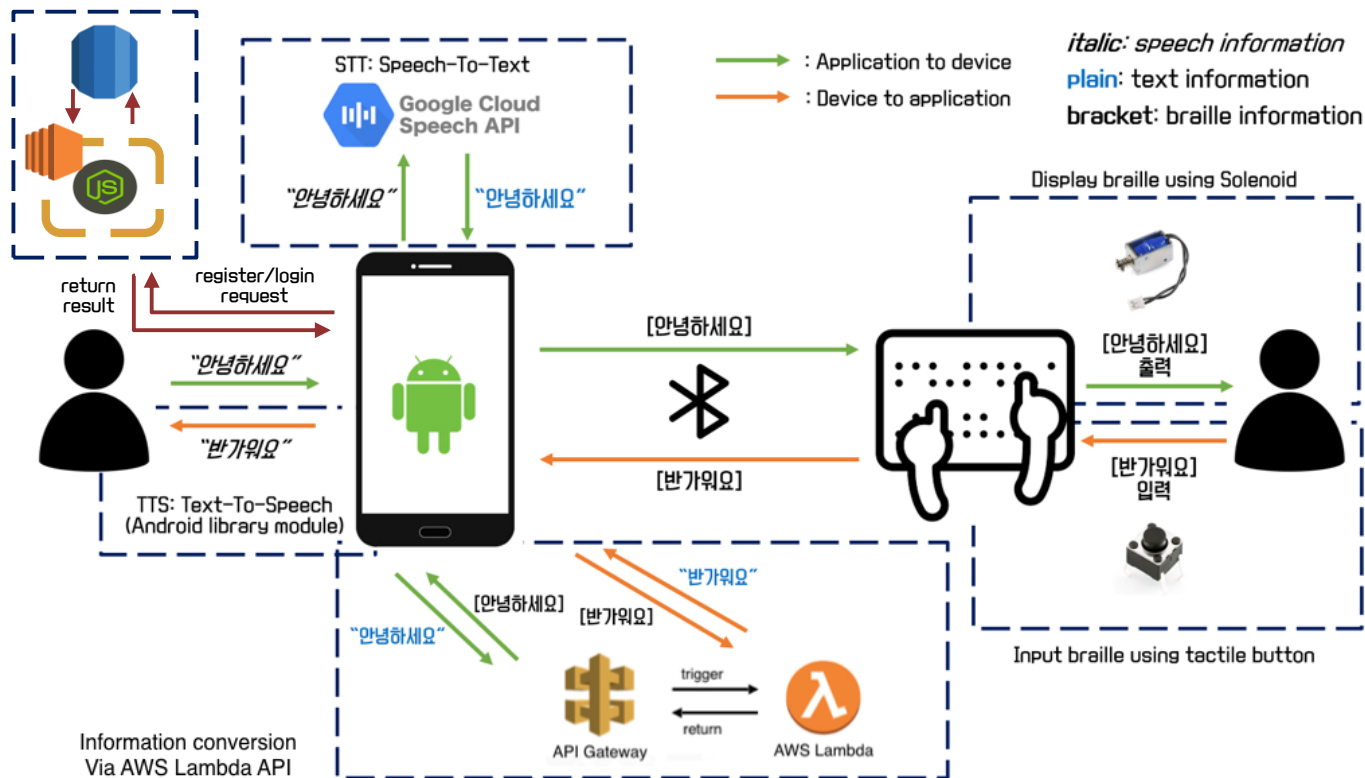 STT: Speech-To-Text
Google Cloud
Speech API
“안녕하세요”
“안녕하세요”
: Application to device
: Device to application
italic: speech information
plain: text information
bracket: braille information
JS
return
result
register/login
request
“안녕하세요”
“반가워요”
TTS: Text-To-Speech
(Android library module)
[안녕하세요]
[반가워요]
Display braille using Solenoid
[안녕하세요]
출력
[반가워요]
입력
Input braille using tactile button
“안녕하세요”
[안녕하세요]
[반가워요]
“반가워요”
trigger
return
API Gateway
AWS Lambda
Information conversion
Via AWS Lambda API